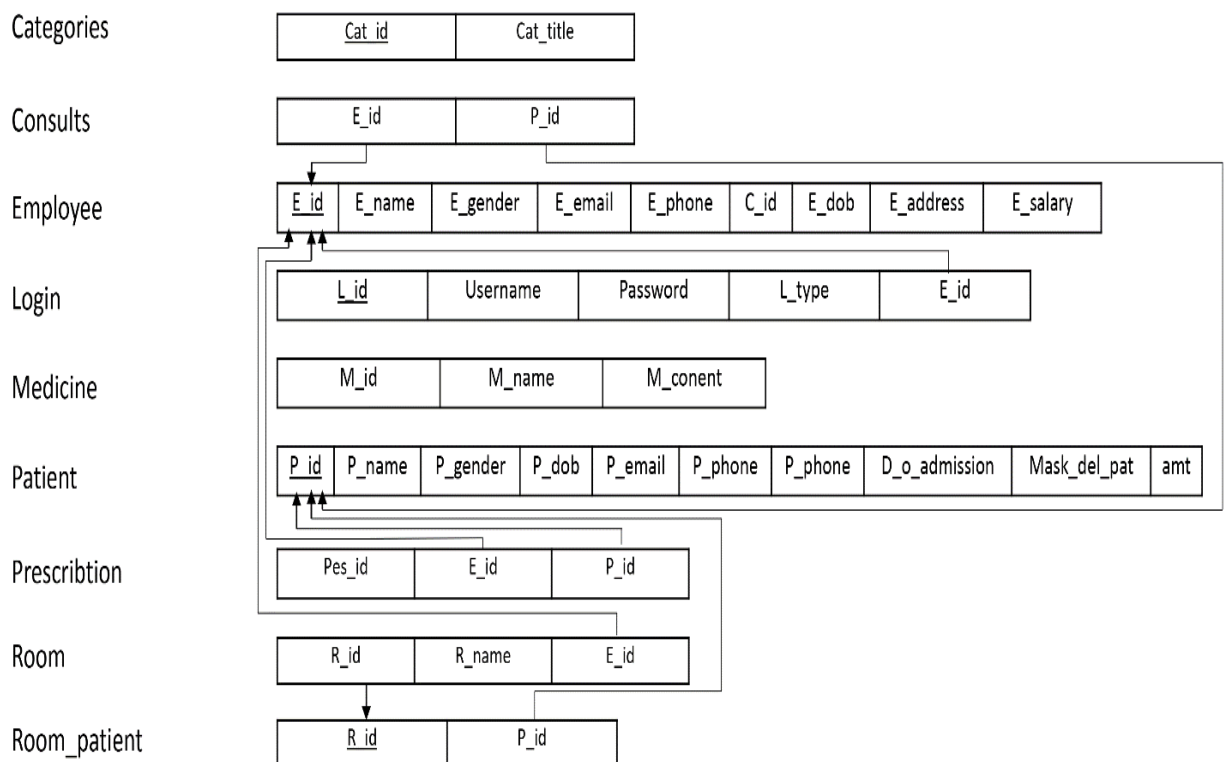 Categories Cat_id Cat_title
Consults E_id P_id
Employee E_id E_name E_gender E_email E_phone C_id E_dob E_address E_salary
Login L_id Username Password L_type E_id
Medicine M_id M_name M_conent
Patient P_id P_name P_gender P_dob P_email P_phone P_phone D_o_admission Mask_del_pat amt
Prescribtion Pes_id E_id P_id
Room R_id R_name E_id
Room_patient R_id P_id